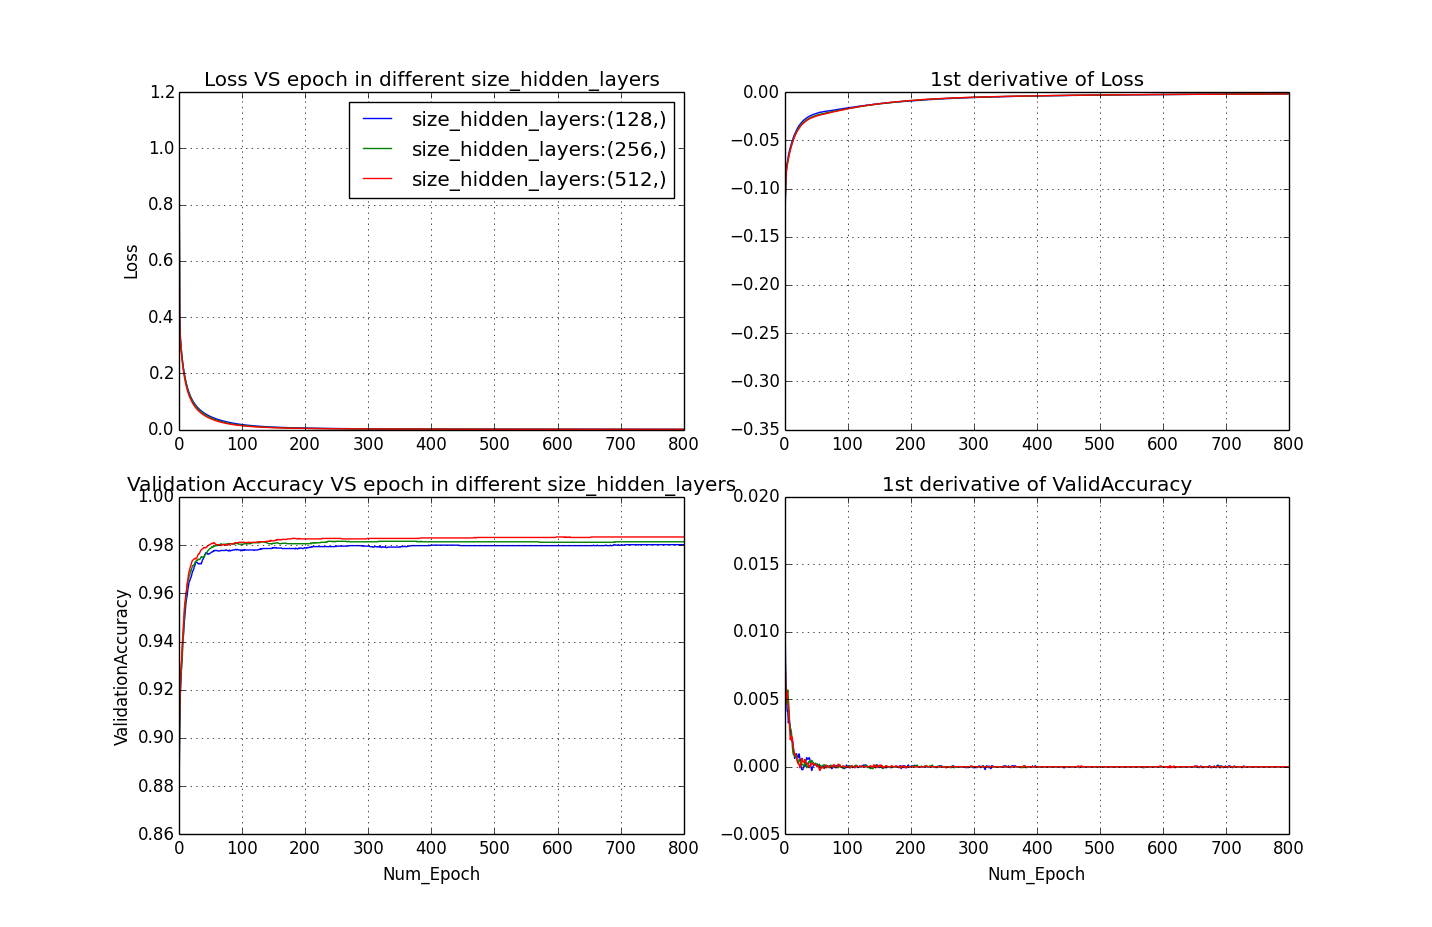 Loss VS epoch in different size_hidden_layers
1.2
1.0
0.8
0.6
0.4
0.2
0.0
Loss
size_hidden_layers:(128,)
size_hidden_layers:(256,)
size_hidden_layers:(512,)
0 100 200 300 400 500 600 700 800
1st derivative of Loss
0.00
−0.05
−0.10
−0.15
−0.20
−0.25
−0.30
−0.35
0 100 200 300 400 500 600 700 800
Validation Accuracy VS epoch in different size_hidden_layers
1.00
0.98
0.96
0.94
0.92
0.90
0.88
0.86
ValidationAccuracy
0 100 200 300 400 500 600 700 800
Num_Epoch
1st derivative of ValidAccuracy
0.020
0.015
0.010
0.005
0.000
−0.005
0 100 200 300 400 500 600 700 800
Num_Epoch